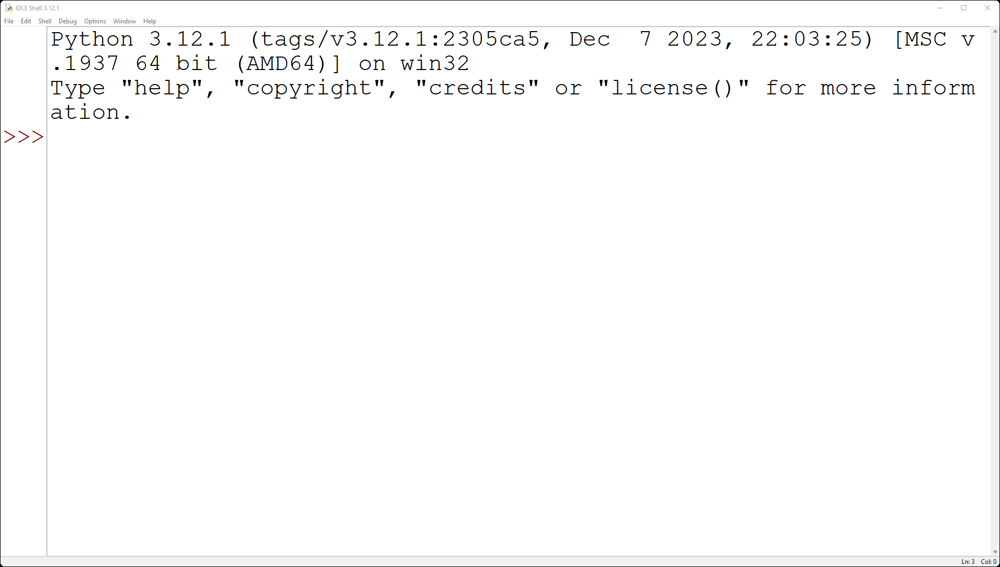 IDLE Shell 3.12.1
File Edit Shell Debug Options Window Help
Python 3.12.1 (tags/v3.12.1:2305ca5, Dec  7 2023, 22:03:25) [MSC v
.1937 64 bit (AMD64)] on win32
Type "help", "copyright", "credits" or "license()" for more inform
ation.
>>>
Ln: 3 Col: 0